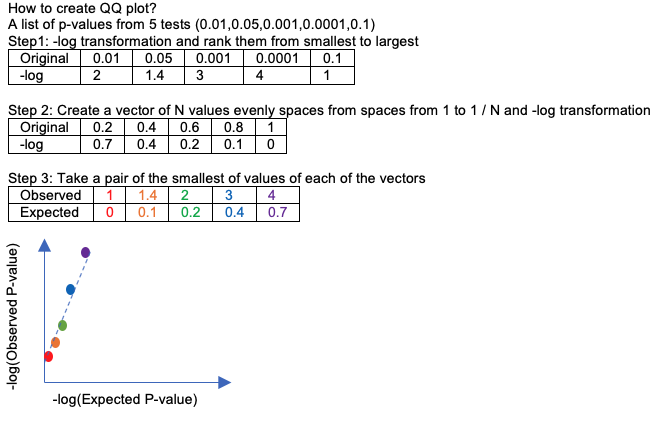 How to create QQ plot?
A list of p-values from 5 tests (0.01,0.05,0.001,0.0001,0.1)
Step1: -log transformation and rank them from smallest to largest
Original 0.01 0.05 0.001 0.0001 0.1
-log 2 1.4 3 4 1
Step 2: Create a vector of N values evenly spaces from spaces from 1 to 1 / N and -log transformation
Original 0.2 0.4 0.6 0.8 1
-log 0.7 0.4 0.2 0.1 0
Step 3: Take a pair of the smallest of values of each of the vectors
Observed 1 1.4 2 3 4
Expected 0 0.1 0.2 0.4 0.7
-log(Observed P-value)
-log(Expected P-value)